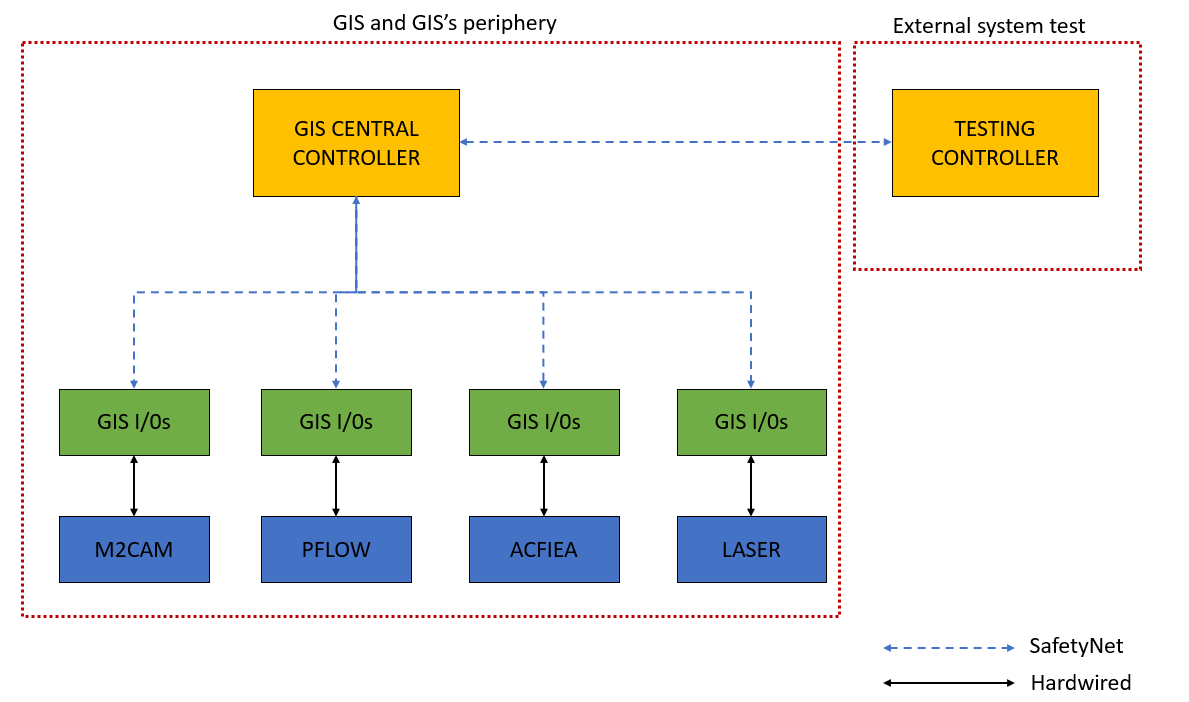 GIS and GIS's periphery
External system test
GIS CENTRAL
CONTROLLER
TESTING
CONTROLLER
GIS I/0s
GIS I/0s
GIS I/0s
GIS I/0s
M2CAM
PFLOW
ACFIEA
LASER
SafetyNet
Hardwired